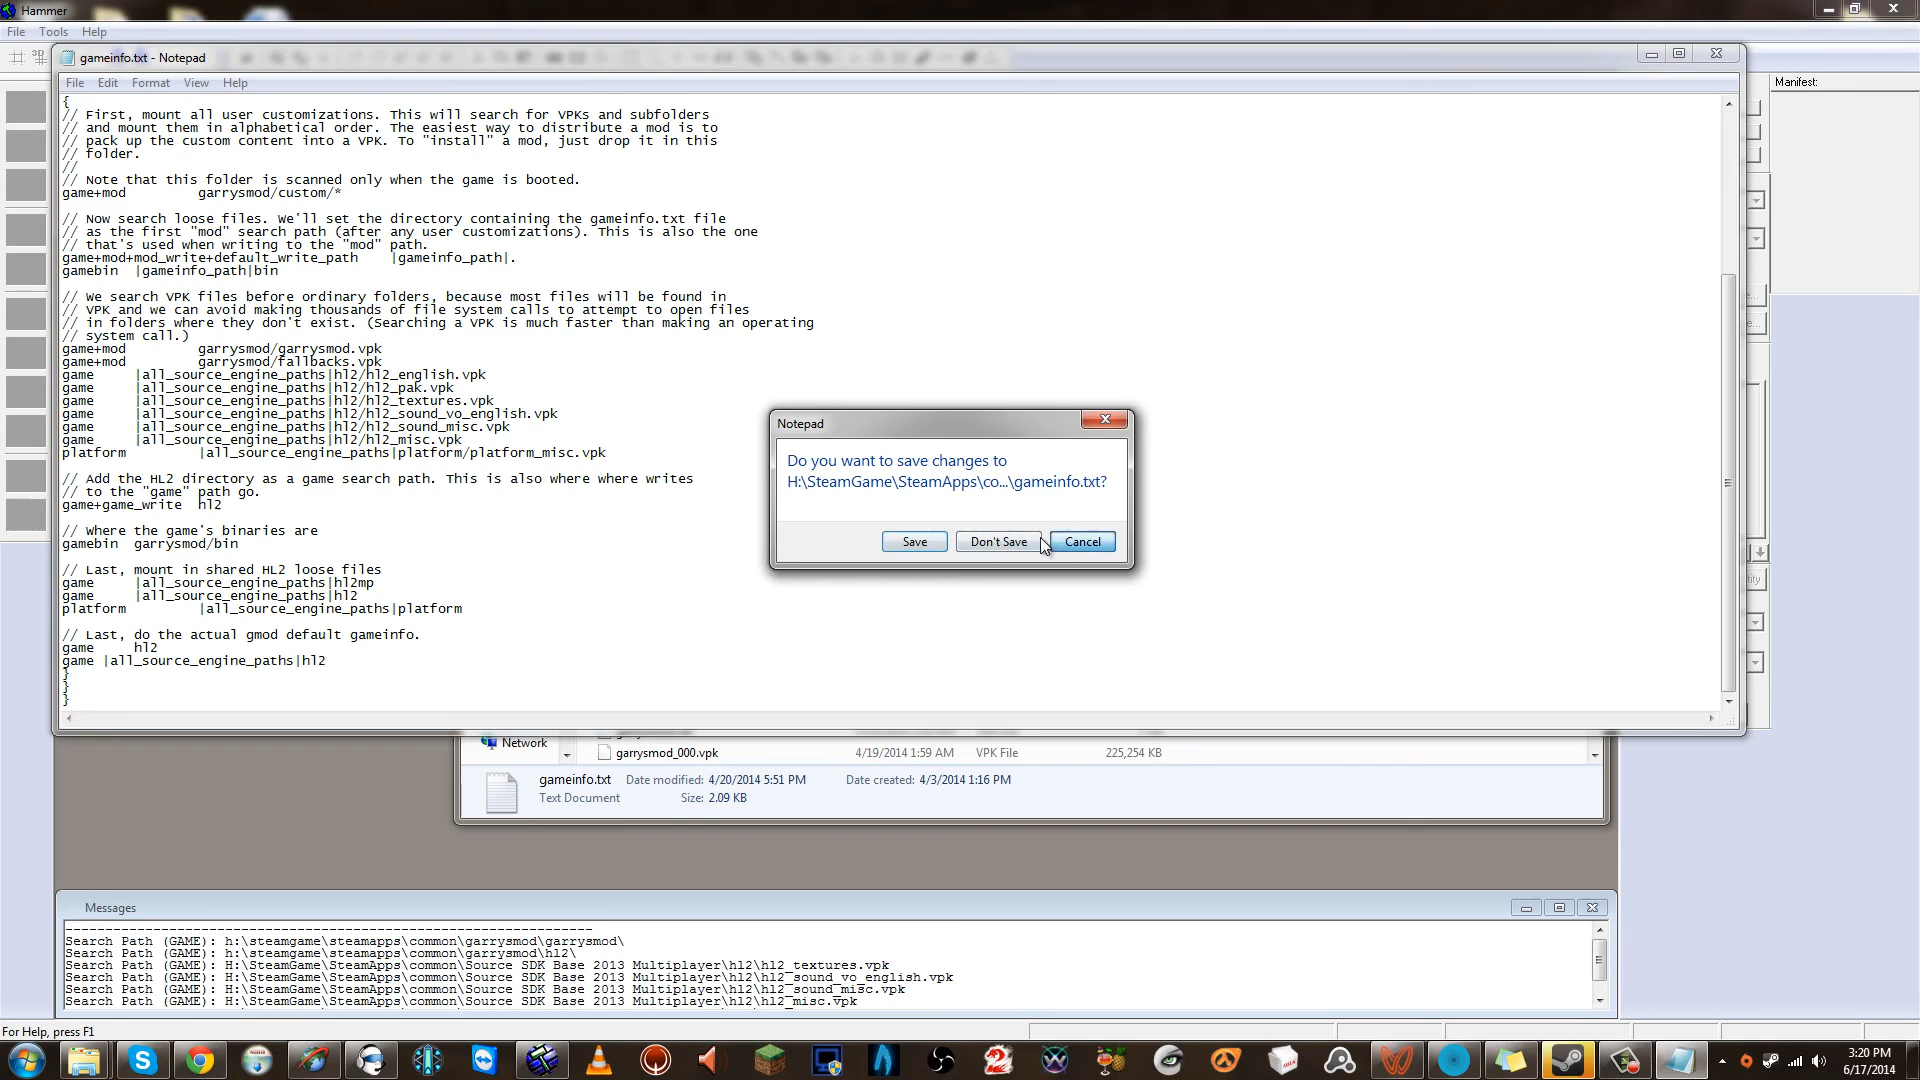 Hammer
File Tools Help
gameinfo.txt - Notepad
Manifest:
File Edit Format View Help
{
// First, mount all user customizations. This will search for VPKs and subfolders
// and mount them in alphabetical order. The easiest way to distribute a mod is to
// pack up the custom content into a VPK. To "install" a mod, just drop it in this
// folder.
//
// Note that this folder is scanned only when the game is booted.
game+mod garrysmod/custom/*
// Now search loose files. We'll set the directory containing the gameinfo.txt file
// as the first "mod" search path (after any user customizations). This is also the one
// that's used when writing to the "mod" path.
game+mod+mod_write+default_write_path |gameinfo_path|.
gamebin |gameinfo_path|bin
// We search VPK files before ordinary folders, because most files will be found in
// VPK and we can avoid making thousands of file system calls to attempt to open files
// in folders where they don't exist. (Searching a VPK is much faster than making an operating
// system call.)
game+mod garrysmod/garrysmod.vpk
game+mod garrysmod/fallbacks.vpk
game |all_source_engine_paths|hl2/hl2_english.vpk
game |all_source_engine_paths|hl2/hl2_pak.vpk
game |all_source_engine_paths|hl2/hl2_textures.vpk
game |all_source_engine_paths|hl2/hl2_sound_vo_english.vpk
game |all_source_engine_paths|hl2/hl2_sound_misc.vpk
game |all_source_engine_paths|hl2/hl2_misc.vpk
platform |all_source_engine_paths|platform/platform_misc.vpk
// Add the HL2 directory as a game search path. This is also where where writes
// to the "game" path go.
game+game_write hl2
// Where the game's binaries are
gamebin garrysmod/bin
// Last, mount in shared HL2 loose files
game |all_source_engine_paths|hl2mp
game |all_source_engine_paths|hl2
platform |all_source_engine_paths|platform
// Last, do the actual gmod default gameinfo.
game hl2
game |all_source_engine_paths|hl2
}
}
}
Notepad
Do you want to save changes to
H:\SteamGame\SteamApps\co...\gameinfo.txt?
Save Don't Save Cancel
Network garrysmod_000.vpk 4/19/2014 1:59 AM VPK File 225,254 KB
gameinfo.txt Date modified: 4/20/2014 5:51 PM Date created: 4/3/2014 1:16 PM
Text Document Size: 2.09 KB
Messages
Search Path (GAME): h:\steamgame\steamapps\common\garrysmod\garrysmod\
Search Path (GAME): h:\steamgame\steamapps\common\garrysmod\hl2\
Search Path (GAME): H:\SteamGame\SteamApps\common\Source SDK Base 2013 Multiplayer\hl2\hl2_textures.vpk
Search Path (GAME): H:\SteamGame\SteamApps\common\Source SDK Base 2013 Multiplayer\hl2\hl2_sound_vo_english.vpk
Search Path (GAME): H:\SteamGame\SteamApps\common\Source SDK Base 2013 Multiplayer\hl2\hl2_sound_misc.vpk
Search Path (GAME): H:\SteamGame\SteamApps\common\Source SDK Base 2013 Multiplayer\hl2\hl2_misc.vpk
For Help, press F1
3:20 PM
6/17/2014